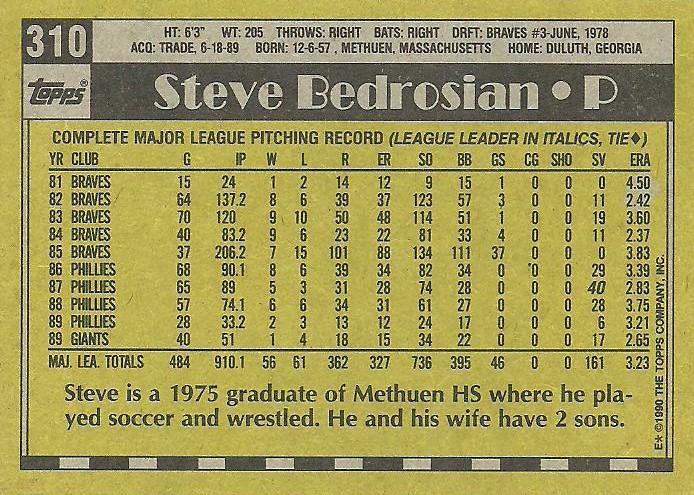 310
HT: 6'3" WT: 205 THROWS: RIGHT BATS: RIGHT DRFT: BRAVES #3-JUNE, 1978
ACQ: TRADE, 6-18-89 BORN: 12-6-57, METHUEN, MASSACHUSETTS HOME: DULUTH, GEORGIA
Topps®
Steve Bedrosian • P
COMPLETE MAJOR LEAGUE PITCHING RECORD (LEAGUE LEADER IN ITALICS, TIE♦)
YR CLUB G IP W L R ER SO BB GS CG SHO SV ERA
81 BRAVES 15 24 1 2 14 12 9 15 1 0 0 0 4.50
82 BRAVES 64 137.2 8 6 39 37 123 57 3 0 0 11 2.42
83 BRAVES 70 120 9 10 50 48 114 51 1 0 0 19 3.60
84 BRAVES 40 83.2 9 6 23 22 81 33 4 0 0 11 2.37
85 BRAVES 37 206.2 7 15 101 88 134 111 37 0 0 0 3.83
86 PHILLIES 68 90.1 8 6 39 34 82 34 0 0 0 29 3.39
87 PHILLIES 65 89 5 3 31 28 74 28 0 0 0 40 2.83
88 PHILLIES 57 74.1 6 6 34 31 61 27 0 0 0 28 3.75
89 PHILLIES 28 33.2 2 3 13 12 24 17 0 0 0 6 3.21
89 GIANTS 40 51 1 4 18 15 34 22 0 0 0 17 2.65
MAJ. LEA. TOTALS 484 910.1 56 61 362 327 736 395 46 0 0 161 3.23
Steve is a 1975 graduate of Methuen HS where he pla-
yed soccer and wrestled. He and his wife have 2 sons.
E★ ©1990 THE TOPPS COMPANY, INC.